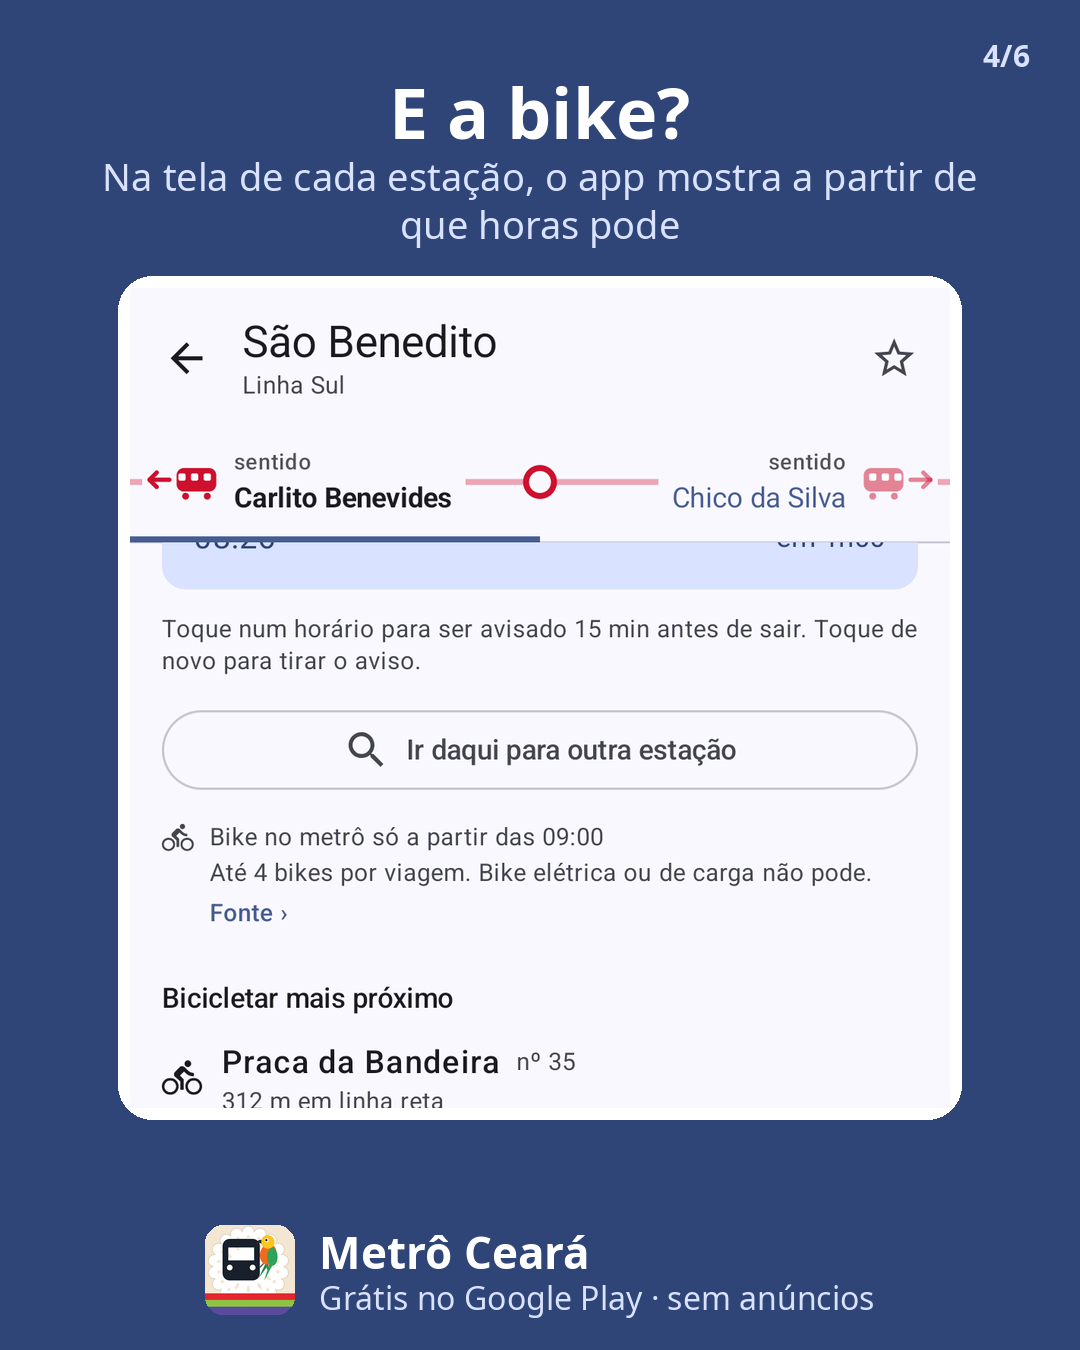 4/6
E a bike?
Na tela de cada estação, o app mostra a partir de
que horas pode
São Benedito
Linha Sul
sentido
Carlito Benevides
sentido
Chico da Silva
Toque num horário para ser avisado 15 min antes de sair. Toque de
novo para tirar o aviso.
Ir daqui para outra estação
Bike no metrô só a partir das 09:00
Até 4 bikes por viagem. Bike elétrica ou de carga não pode.
Fonte ›
Bicicletar mais próximo
Praca da Bandeira nº 35
312 m em linha reta
Metrô Ceará
Grátis no Google Play · sem anúncios